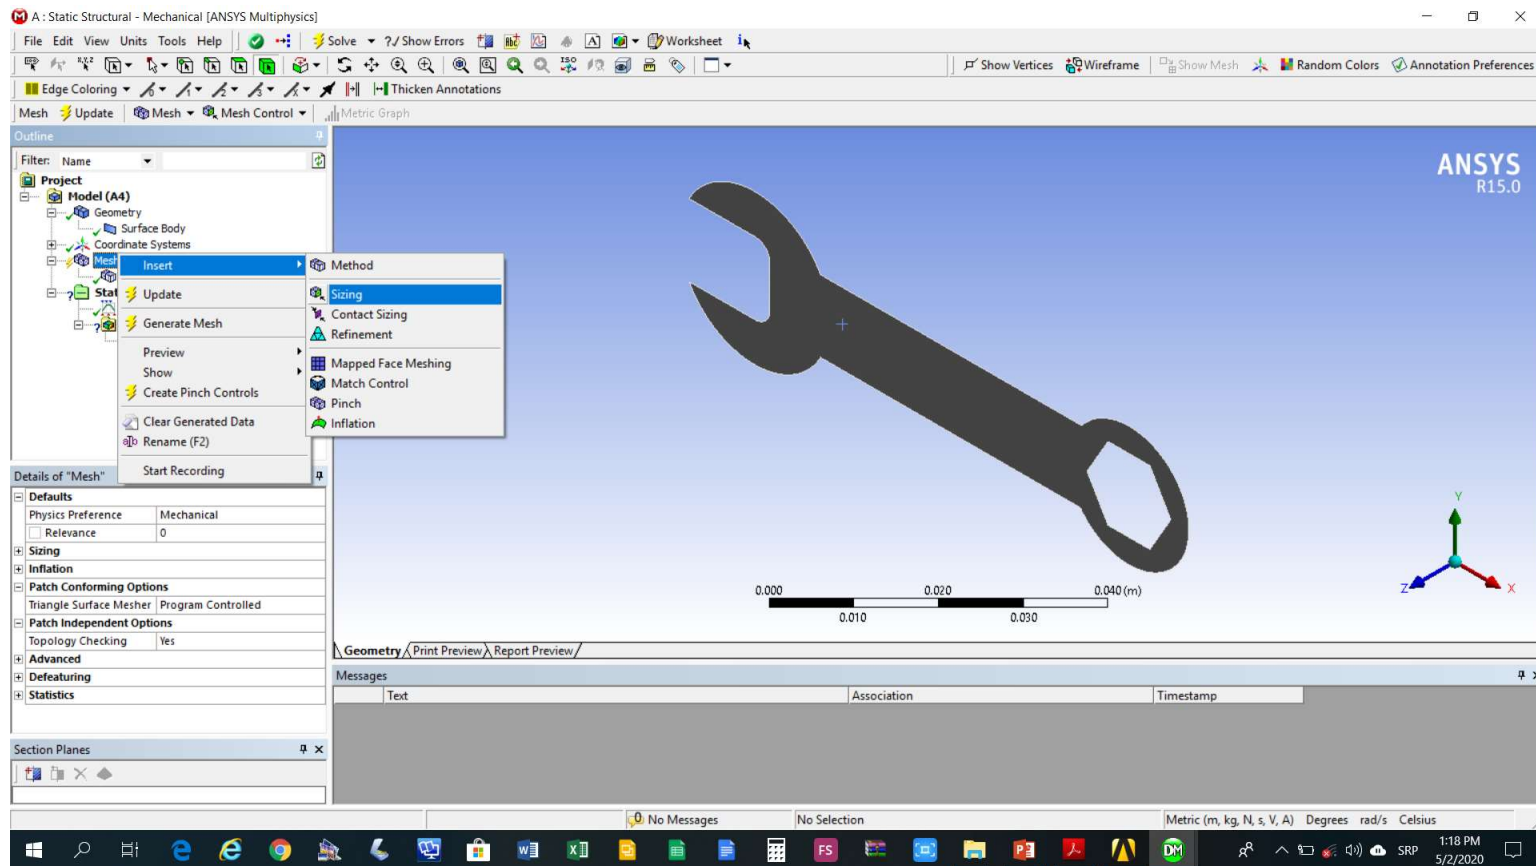 A : Static Structural - Mechanical [ANSYS Multiphysics]
File Edit View Units Tools Help Solve ?./ Show Errors Worksheet
Show Vertices Wireframe Show Mesh Random Colors Annotation Preferences
Edge Coloring Thicken Annotations
Mesh Update Mesh Mesh Control Metric Graph
Outline
Filter: Name
Project
Model (A4)
Geometry
Surface Body
Coordinate Systems
Mesh
Insert
Update
Generate Mesh
Preview
Show
Create Pinch Controls
Clear Generated Data
Rename (F2)
Start Recording
Method
Sizing
Contact Sizing
Refinement
Mapped Face Meshing
Match Control
Pinch
Inflation
ANSYS
R15.0
0.000 0.020 0.040 (m)
0.010 0.030
Y
Z X
Geometry Print Preview Report Preview
Details of "Mesh"
Defaults
Physics Preference Mechanical
Relevance 0
Sizing
Inflation
Patch Conforming Options
Triangle Surface Mesher Program Controlled
Patch Independent Options
Topology Checking Yes
Advanced
Defeaturing
Statistics
Messages
Text Association Timestamp
Section Planes
No Messages No Selection Metric (m, kg, N, s, V, A) Degrees rad/s Celsius
FS DM SRP 1:18 PM
5/2/2020